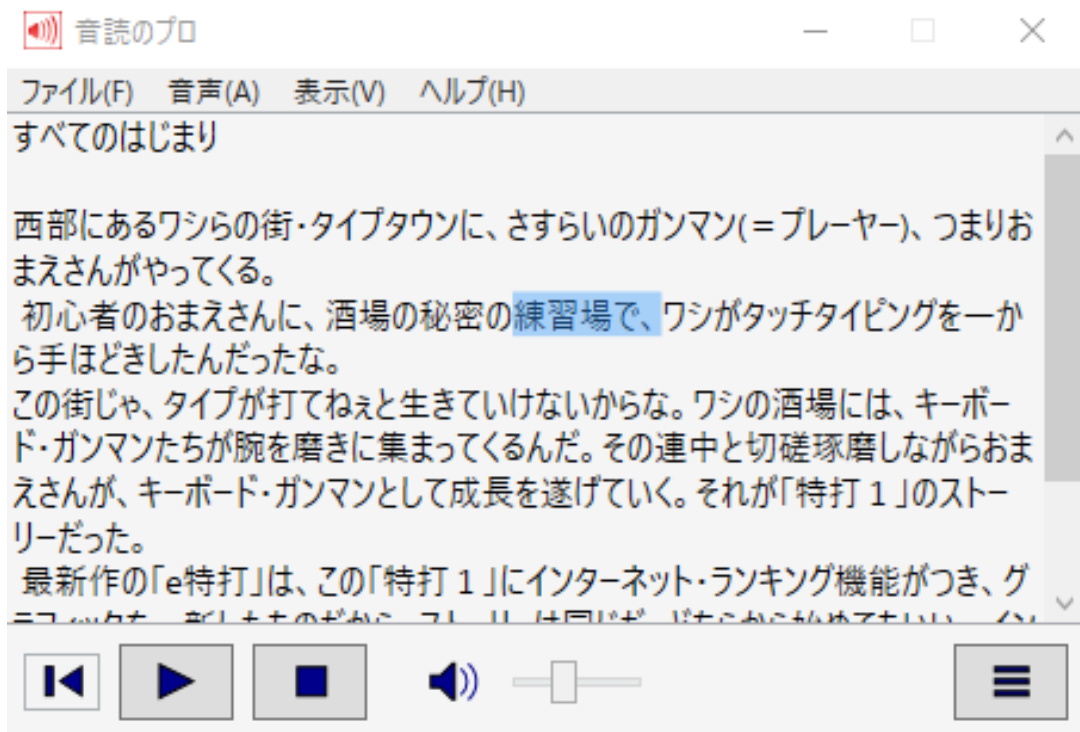 音読のプロ
ファイル(F) 音声(A) 表示(V) ヘルプ(H)
すべてのはじまり
西部にあるワシらの街・タイプタウンに、さすらいのガンマン(＝プレーヤー)、つまりお
まえさんがやってくる。
初心者のおまえさんに、酒場の秘密の練習場で、ワシがタッチタイピングを一か
ら手ほどきしたんだったな。
この街じゃ、タイプが打てねぇと生きていけないからな。ワシの酒場には、キーボー
ド・ガンマンたちが腕を磨きに集まってくるんだ。その連中と切磋琢磨しながらおま
えさんが、キーボード・ガンマンとして成長を遂げていく。それが「特打１」のストー
リーだった。
最新作の「e特打」は、この「特打１」にインターネット・ランキング機能がつき、グ